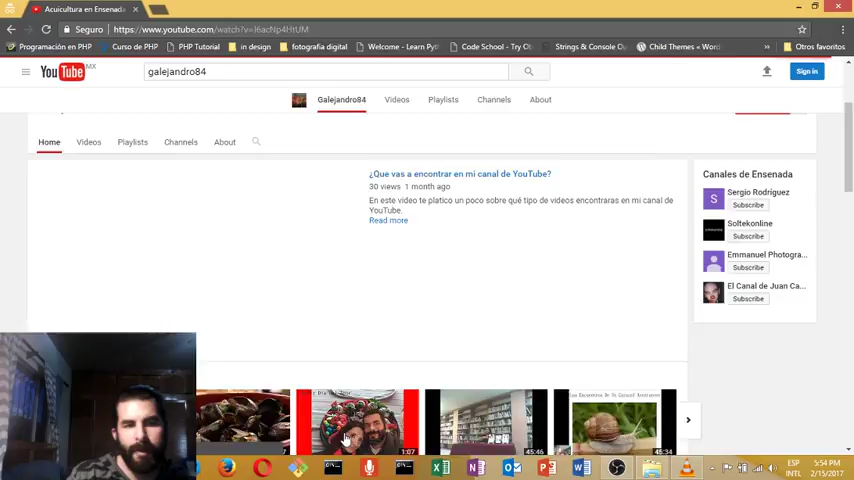 Acuicultura en Ensenad
Seguro | https://www.youtube.com/watch?v=I6acNp4HtUM
Programación en PHP Curso de PHP PHP Tutorial in design fotografía digital Welcome - Learn Pyt Code School - Try Ob Strings & Console Ou Child Themes « Word » Otros favoritos
YouTube MX galejandro84 Sign in
Galejandro84 Videos Playlists Channels About
Home Videos Playlists Channels About
¿Que vas a encontrar en mi canal de YouTube?
30 views 1 month ago
En este video te platico un poco sobre qué tipo de videos encontraras en mi canal de
YouTube.
Read more
Canales de Ensenada
Sergio Rodríguez
Subscribe
Soltekonline
Subscribe
Emmanuel Photogra...
Subscribe
El Canal de Juan Ca...
Subscribe
1:07 45:46 45:34
ESP 5:54 PM
INTL 2/15/2017